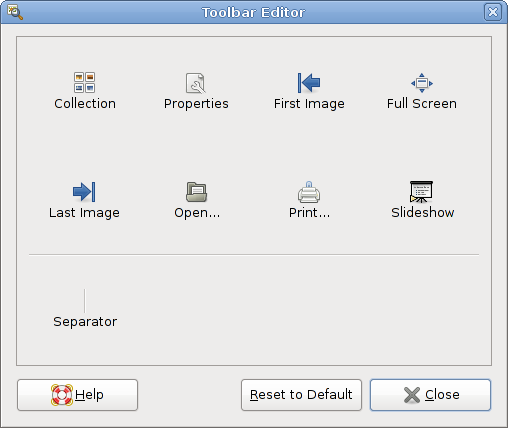 Toolbar Editor
Collection Properties First Image Full Screen
Last Image Open... Print... Slideshow
Separator
Help Reset to Default Close